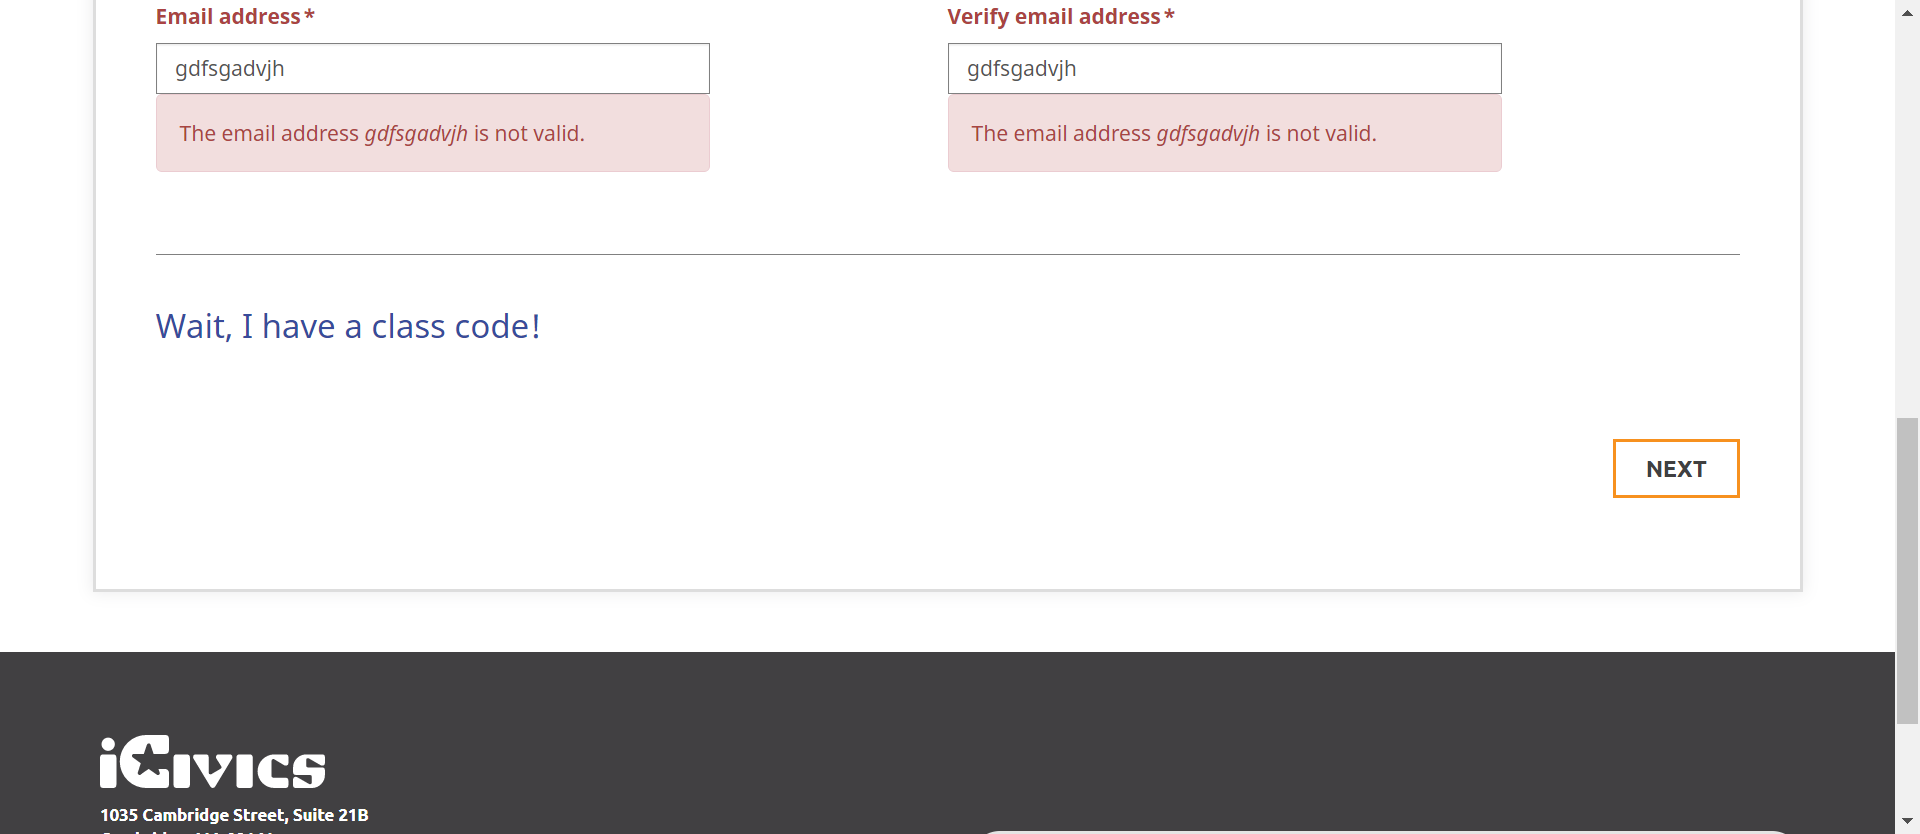 Email address*
Verify email address*
gdfsgadvjh
gdfsgadvjh
The email address gdfsgadvjh is not valid.
The email address gdfsgadvjh is not valid.
Wait, I have a class code!
NEXT
iCivics
1035 Cambridge Street, Suite 21B